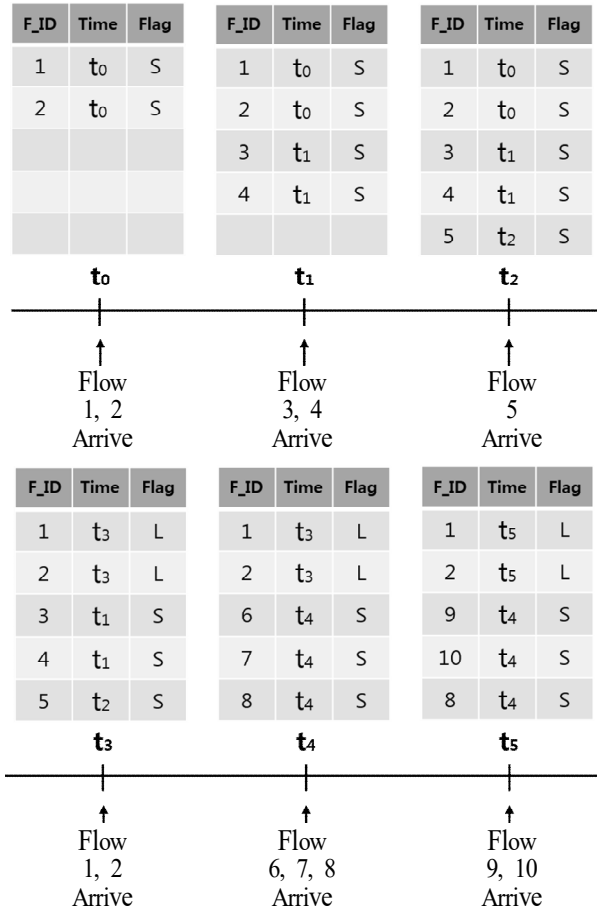 F_ID Time Flag F_ID Time Flag F_ID Time Flag
1 t0 S 1 t0 S 1 t0 S
2 t0 S 2 t0 S 2 t0 S
3 t1 S 3 t1 S
4 t1 S 4 t1 S
5 t2 S
t0 t1 t2
Flow Flow Flow
1, 2 3, 4 5
Arrive Arrive Arrive
F_ID Time Flag F_ID Time Flag F_ID Time Flag
1 t3 L 1 t3 L 1 t5 L
2 t3 L 2 t3 L 2 t5 L
3 t1 S 6 t4 S 9 t4 S
4 t1 S 7 t4 S 10 t4 S
5 t2 S 8 t4 S 8 t4 S
t3 t4 t5
Flow Flow Flow
1, 2 6, 7, 8 9, 10
Arrive Arrive Arrive